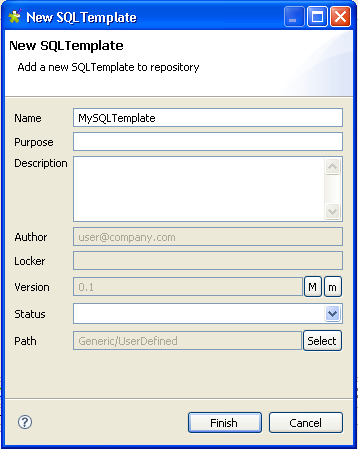 New SQLTemplate
New SQLTemplate
Add a new SQLTemplate to repository
Name MySQLTemplate
Purpose
Description
Author user@company.com
Locker
Version 0.1 M m
Status
Path Generic/UserDefined Select
? Finish Cancel